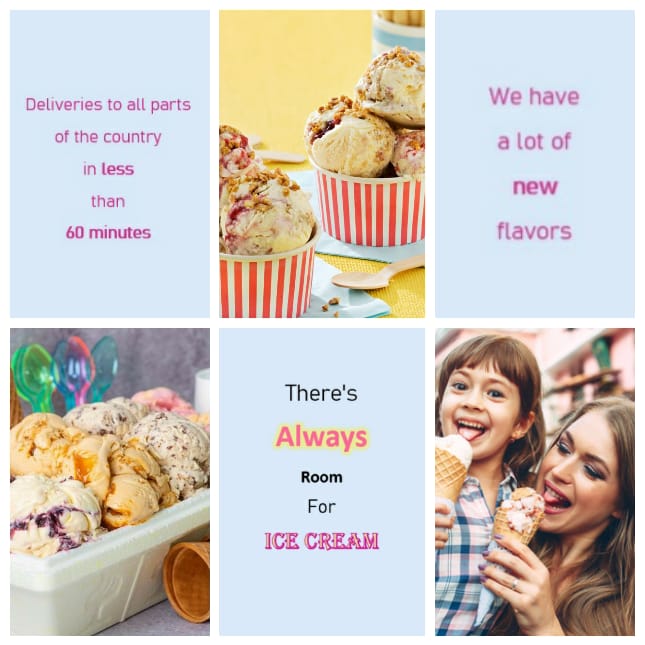 Deliveries to all parts
of the country
in less
than
60 minutes
We have
a lot of
new
flavors
There's
Always
Room
For
ICE CREAM